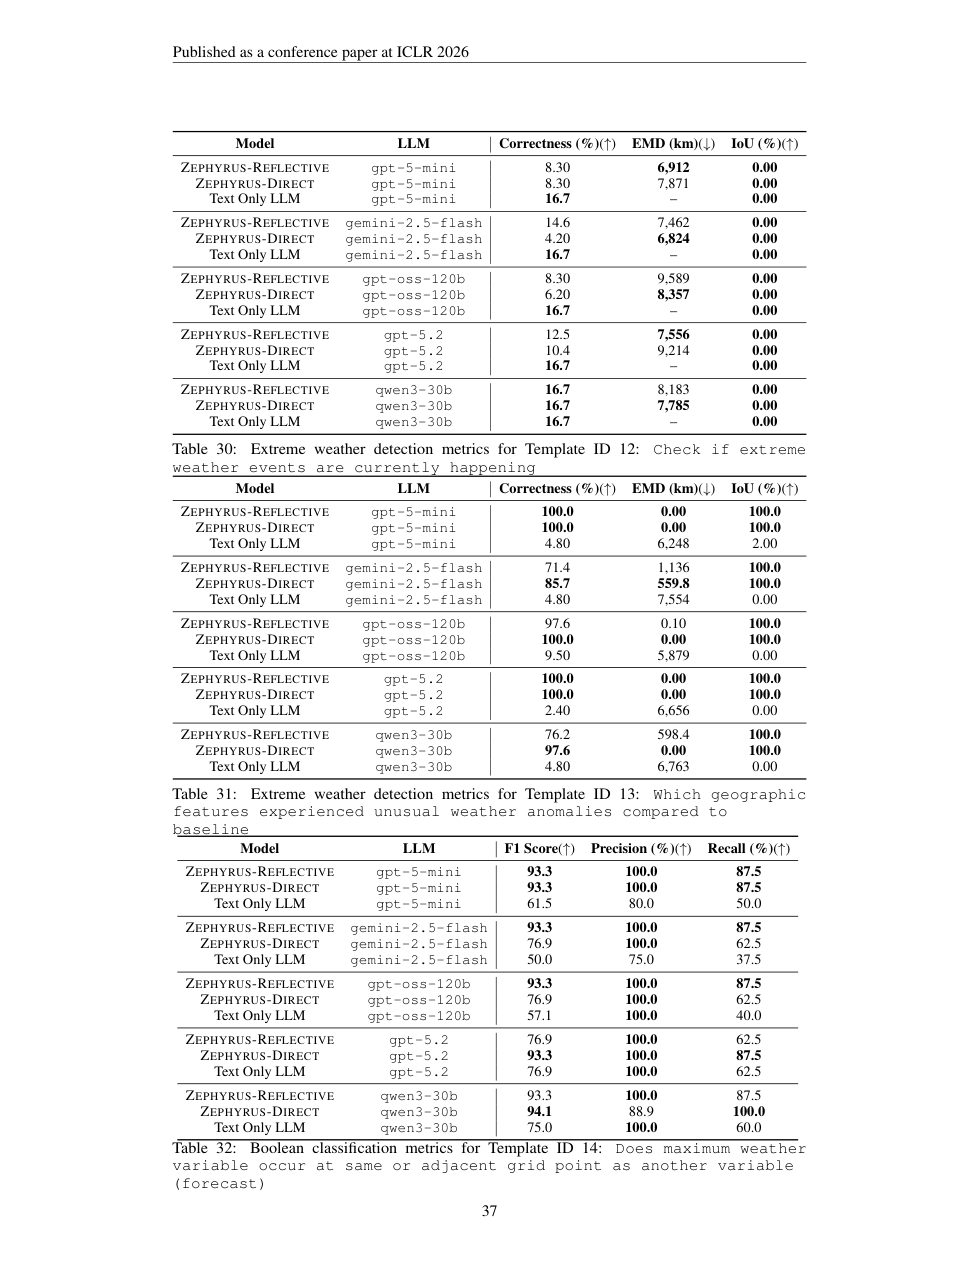 Published as a conference paper at ICLR 2026
Model LLM Correctness (%)(↑) EMD (km)(↓) IoU (%)(↑)
ZEPHYRUS-REFLECTIVE gpt-5-mini 8.30 6,912 0.00
ZEPHYRUS-DIRECT gpt-5-mini 8.30 7,871 0.00
Text Only LLM gpt-5-mini 16.7 – 0.00
ZEPHYRUS-REFLECTIVE gemini-2.5-flash 14.6 7,462 0.00
ZEPHYRUS-DIRECT gemini-2.5-flash 4.20 6,824 0.00
Text Only LLM gemini-2.5-flash 16.7 – 0.00
ZEPHYRUS-REFLECTIVE gpt-oss-120b 8.30 9,589 0.00
ZEPHYRUS-DIRECT gpt-oss-120b 6.20 8,357 0.00
Text Only LLM gpt-oss-120b 16.7 – 0.00
ZEPHYRUS-REFLECTIVE gpt-5.2 12.5 7,556 0.00
ZEPHYRUS-DIRECT gpt-5.2 10.4 9,214 0.00
Text Only LLM gpt-5.2 16.7 – 0.00
ZEPHYRUS-REFLECTIVE qwen3-30b 16.7 8,183 0.00
ZEPHYRUS-DIRECT qwen3-30b 16.7 7,785 0.00
Text Only LLM qwen3-30b 16.7 – 0.00
Table 30: Extreme weather detection metrics for Template ID 12: Check if extreme
weather events are currently happening
Model LLM Correctness (%)(↑) EMD (km)(↓) IoU (%)(↑)
ZEPHYRUS-REFLECTIVE gpt-5-mini 100.0 0.00 100.0
ZEPHYRUS-DIRECT gpt-5-mini 100.0 0.00 100.0
Text Only LLM gpt-5-mini 4.80 6,248 2.00
ZEPHYRUS-REFLECTIVE gemini-2.5-flash 71.4 1,136 100.0
ZEPHYRUS-DIRECT gemini-2.5-flash 85.7 559.8 100.0
Text Only LLM gemini-2.5-flash 4.80 7,554 0.00
ZEPHYRUS-REFLECTIVE gpt-oss-120b 97.6 0.10 100.0
ZEPHYRUS-DIRECT gpt-oss-120b 100.0 0.00 100.0
Text Only LLM gpt-oss-120b 9.50 5,879 0.00
ZEPHYRUS-REFLECTIVE gpt-5.2 100.0 0.00 100.0
ZEPHYRUS-DIRECT gpt-5.2 100.0 0.00 100.0
Text Only LLM gpt-5.2 2.40 6,656 0.00
ZEPHYRUS-REFLECTIVE qwen3-30b 76.2 598.4 100.0
ZEPHYRUS-DIRECT qwen3-30b 97.6 0.00 100.0
Text Only LLM qwen3-30b 4.80 6,763 0.00
Table 31: Extreme weather detection metrics for Template ID 13: Which geographic
features experienced unusual weather anomalies compared to
baseline
Model LLM F1 Score(↑) Precision (%)(↑) Recall (%)(↑)
ZEPHYRUS-REFLECTIVE gpt-5-mini 93.3 100.0 87.5
ZEPHYRUS-DIRECT gpt-5-mini 93.3 100.0 87.5
Text Only LLM gpt-5-mini 61.5 80.0 50.0
ZEPHYRUS-REFLECTIVE gemini-2.5-flash 93.3 100.0 87.5
ZEPHYRUS-DIRECT gemini-2.5-flash 76.9 100.0 62.5
Text Only LLM gemini-2.5-flash 50.0 75.0 37.5
ZEPHYRUS-REFLECTIVE gpt-oss-120b 93.3 100.0 87.5
ZEPHYRUS-DIRECT gpt-oss-120b 76.9 100.0 62.5
Text Only LLM gpt-oss-120b 57.1 100.0 40.0
ZEPHYRUS-REFLECTIVE gpt-5.2 76.9 100.0 62.5
ZEPHYRUS-DIRECT gpt-5.2 93.3 100.0 87.5
Text Only LLM gpt-5.2 76.9 100.0 62.5
ZEPHYRUS-REFLECTIVE qwen3-30b 93.3 100.0 87.5
ZEPHYRUS-DIRECT qwen3-30b 94.1 88.9 100.0
Text Only LLM qwen3-30b 75.0 100.0 60.0
Table 32: Boolean classification metrics for Template ID 14: Does maximum weather
variable occur at same or adjacent grid point as another variable
(forecast)
37